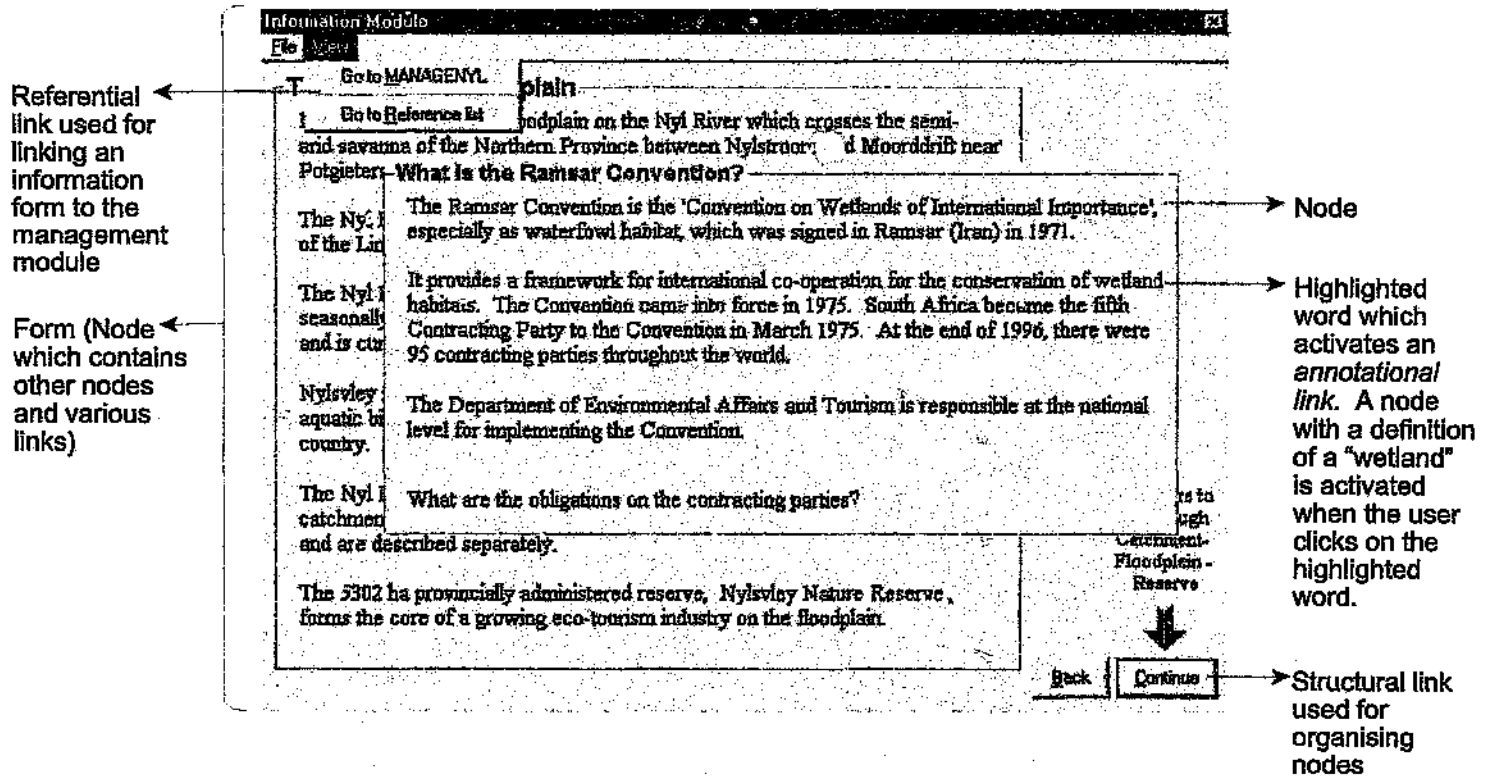 Information Module
File View
Go to MANAGENYL
Go to Reference list
T plain
odplain on the Nyl River which crosses the semi-
arid savanna of the Northern Province between Nylstroom d Moorddrift near
Potgieters
What is the Ramsar Convention?
The Ramsar Convention is the 'Convention on Wetlands of International Importance',
especially as waterfowl habitat, which was signed in Ramsar (Iran) in 1971.
It provides a framework for international co-operation for the conservation of wetland
habitats. The Convention came into force in 1975. South Africa became the fifth
Contracting Party to the Convention in March 1975. At the end of 1996, there were
95 contracting parties throughout the world.
The Department of Environmental Affairs and Tourism is responsible at the national
level for implementing the Convention.
What are the obligations on the contracting parties?
The Ny
of the Lim
The Nyl
seasonally
and is cur
Nylsvley
aquatic bi
country.
The Nyl
catchmen
and are described separately.
The 5302 ha provincially administered reserve, Nylsvley Nature Reserve,
forms the core of a growing eco-tourism industry on the floodplain.
rs to
ugh
Catchment-
Floodplain-
Reserve
Back Continue
Referential
link used for
linking an
information
form to the
management
module
Form (Node
which contains
other nodes
and various
links)
Node
Highlighted
word which
activates an
annotational
link. A node
with a definition
of a "wetland"
is activated
when the user
clicks on the
highlighted
word.
Structural link
used for
organising
nodes